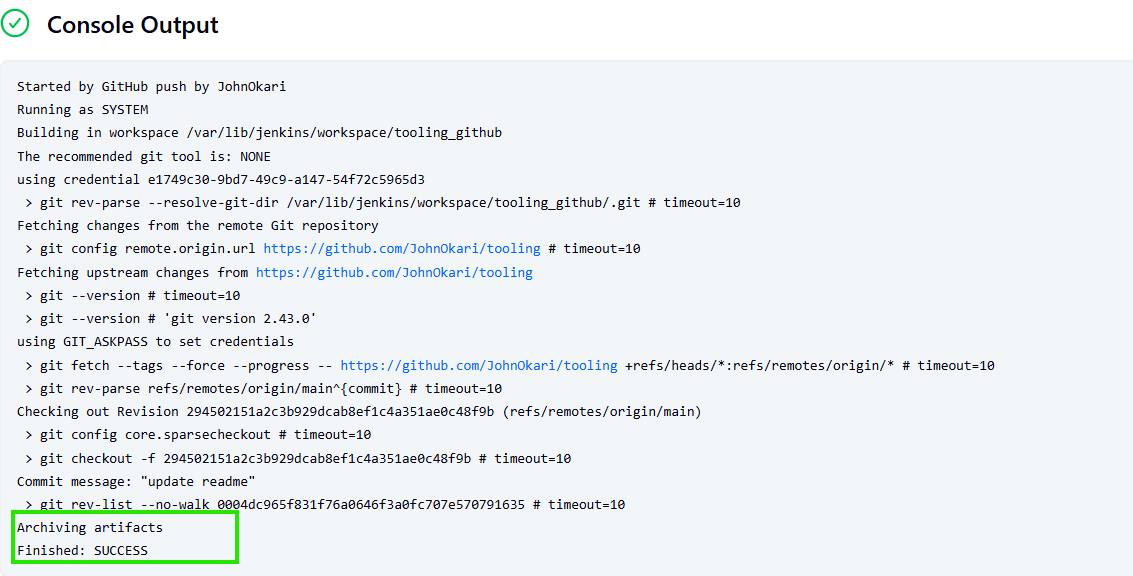 Console Output
Started by GitHub push by JohnOkari
Running as SYSTEM
Building in workspace /var/lib/jenkins/workspace/tooling_github
The recommended git tool is: NONE
using credential e1749c30-9bd7-49c9-a147-54f72c5965d3
> git rev-parse --resolve-git-dir /var/lib/jenkins/workspace/tooling_github/.git # timeout=10
Fetching changes from the remote Git repository
> git config remote.origin.url https://github.com/JohnOkari/tooling # timeout=10
Fetching upstream changes from https://github.com/JohnOkari/tooling
> git --version # timeout=10
> git --version # 'git version 2.43.0'
using GIT_ASKPASS to set credentials
> git fetch --tags --force --progress -- https://github.com/JohnOkari/tooling +refs/heads/*:refs/remotes/origin/* # timeout=10
> git rev-parse refs/remotes/origin/main^{commit} # timeout=10
Checking out Revision 294502151a2c3b929dcab8ef1c4a351ae0c48f9b (refs/remotes/origin/main)
> git config core.sparsecheckout # timeout=10
> git checkout -f 294502151a2c3b929dcab8ef1c4a351ae0c48f9b # timeout=10
Commit message: "update readme"
> git rev-list --no-walk 0004dc965f831f76a0646f3a0fc707e570791635 # timeout=10
Archiving artifacts
Finished: SUCCESS